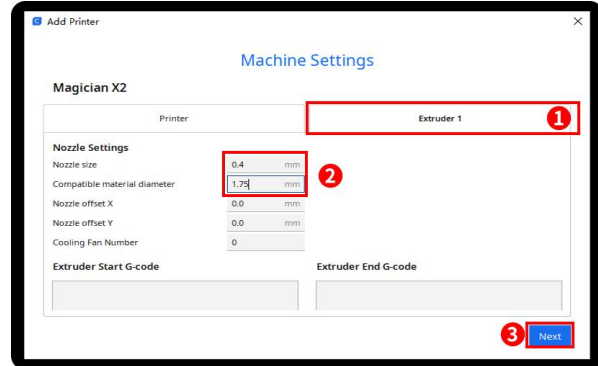 Add Printer
Machine Settings
Magician X2
Printer
Extruder 1
1
Nozzle Settings
Nozzle size 0.4 mm
2
Compatible material diameter 1.75 mm
Nozzle offset X 0.0 mm
Nozzle offset Y 0.0 mm
Cooling Fan Number 0
Extruder Start G-code
Extruder End G-code
3
Next